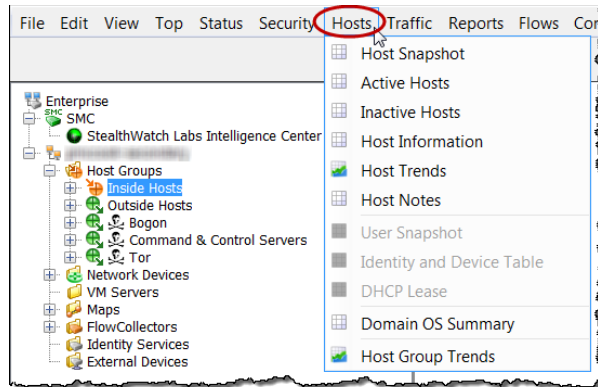 File Edit View Top Status Security Hosts Traffic Reports Flows Con
Host Snapshot
Active Hosts
Inactive Hosts
Host Information
Host Trends
Host Notes
User Snapshot
Identity and Device Table
DHCP Lease
Domain OS Summary
Host Group Trends
Enterprise
SMC
SMC
StealthWatch Labs Intelligence Center
Host Groups
Inside Hosts
Outside Hosts
Bogon
Command & Control Servers
Tor
Network Devices
VM Servers
Maps
FlowCollectors
Identity Services
External Devices